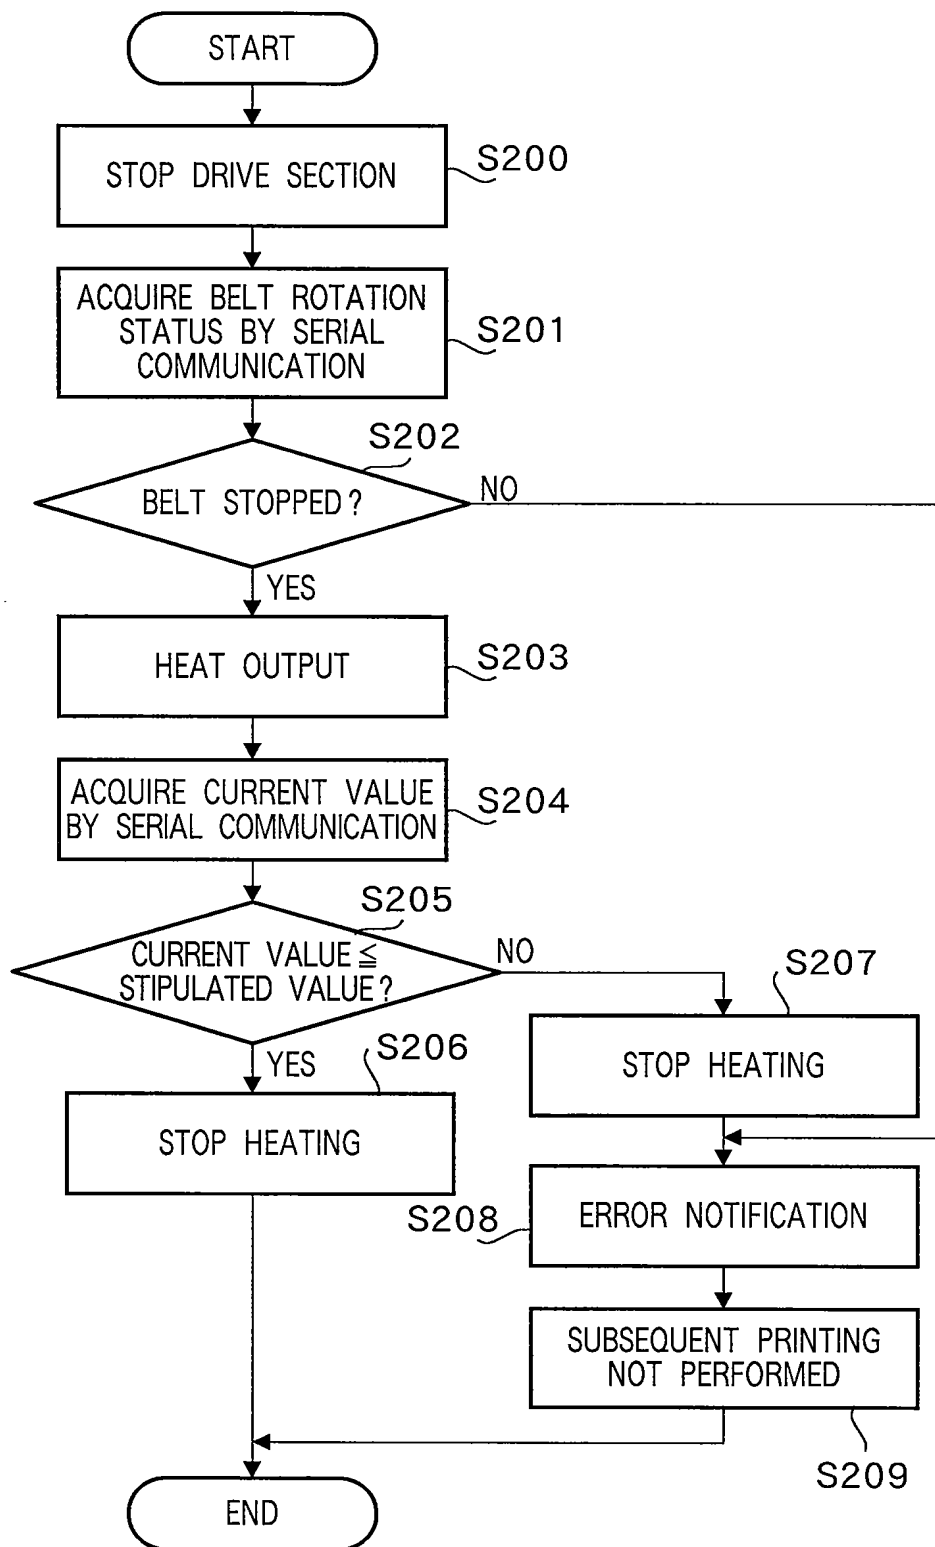 START
STOP DRIVE SECTION
S200
ACQUIRE BELT ROTATION
STATUS BY SERIAL
COMMUNICATION
S201
S202
BELT STOPPED?
NO
YES
HEAT OUTPUT
S203
ACQUIRE CURRENT VALUE
BY SERIAL COMMUNICATION
S204
S205
CURRENT VALUE≦
STIPULATED VALUE?
NO
YES
S206
STOP HEATING
S207
STOP HEATING
S208
ERROR NOTIFICATION
SUBSEQUENT PRINTING
NOT PERFORMED
S209
END